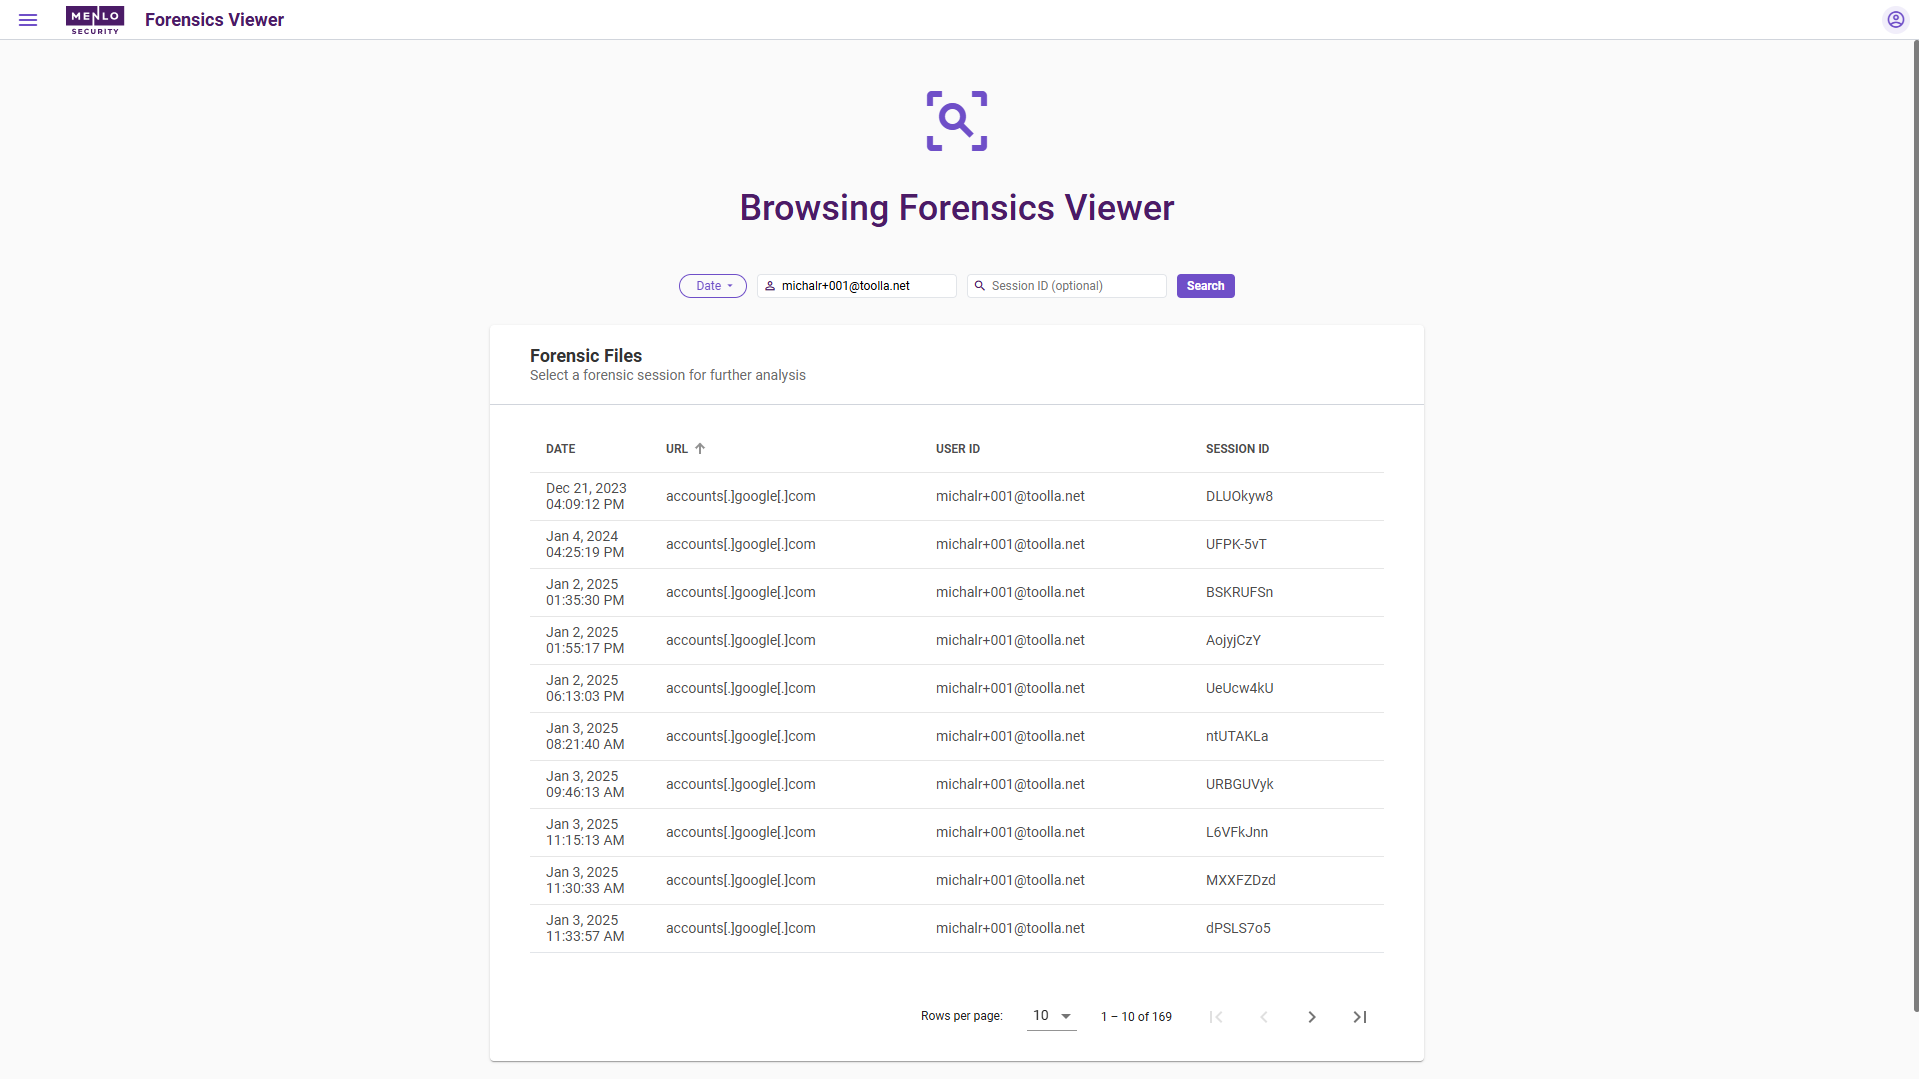 MENLO
SECURITY
Forensics Viewer
Browsing Forensics Viewer
Date
michalr+001@toolla.net
Session ID (optional)
Search
Forensic Files
Select a forensic session for further analysis
DATE URL USER ID SESSION ID
Dec 21, 2023
04:09:12 PM accounts[.]google[.]com michalr+001@toolla.net DLUOkyw8
Jan 4, 2024
04:25:19 PM accounts[.]google[.]com michalr+001@toolla.net UFPK-5vT
Jan 2, 2025
01:35:30 PM accounts[.]google[.]com michalr+001@toolla.net BSKRUFSn
Jan 2, 2025
01:55:17 PM accounts[.]google[.]com michalr+001@toolla.net AojyjCzY
Jan 2, 2025
06:13:03 PM accounts[.]google[.]com michalr+001@toolla.net UeUcw4kU
Jan 3, 2025
08:21:40 AM accounts[.]google[.]com michalr+001@toolla.net ntUTAKLa
Jan 3, 2025
09:46:13 AM accounts[.]google[.]com michalr+001@toolla.net URBGUVyk
Jan 3, 2025
11:15:13 AM accounts[.]google[.]com michalr+001@toolla.net L6VFkJnn
Jan 3, 2025
11:30:33 AM accounts[.]google[.]com michalr+001@toolla.net MXXFZDzd
Jan 3, 2025
11:33:57 AM accounts[.]google[.]com michalr+001@toolla.net dPSLS7o5
Rows per page: 10 1 – 10 of 169